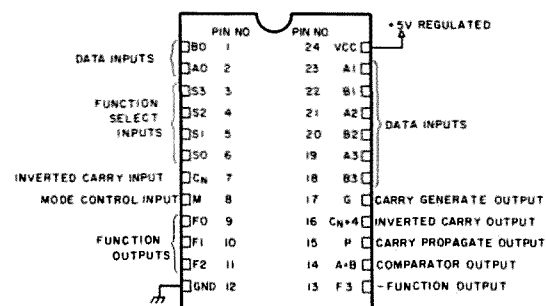 PIN NO. PIN NO.
+5V REGULATED
B0 1 24 VCC
DATA INPUTS
A0 2 23 A1
S3 3 22 B1
FUNCTION
SELECT
INPUTS
S2 4 21 A2
S1 5 20 B2
DATA INPUTS
S0 6 19 A3
INVERTED CARRY INPUT CN 7 18 B3
MODE CONTROL INPUT M 8 17 G CARRY GENERATE OUTPUT
F0 9 16 CN+4 INVERTED CARRY OUTPUT
FUNCTION
OUTPUTS
F1 10 15 P CARRY PROPAGATE OUTPUT
F2 11 14 A=B COMPARATOR OUTPUT
GND 12 13 F3 -FUNCTION OUTPUT